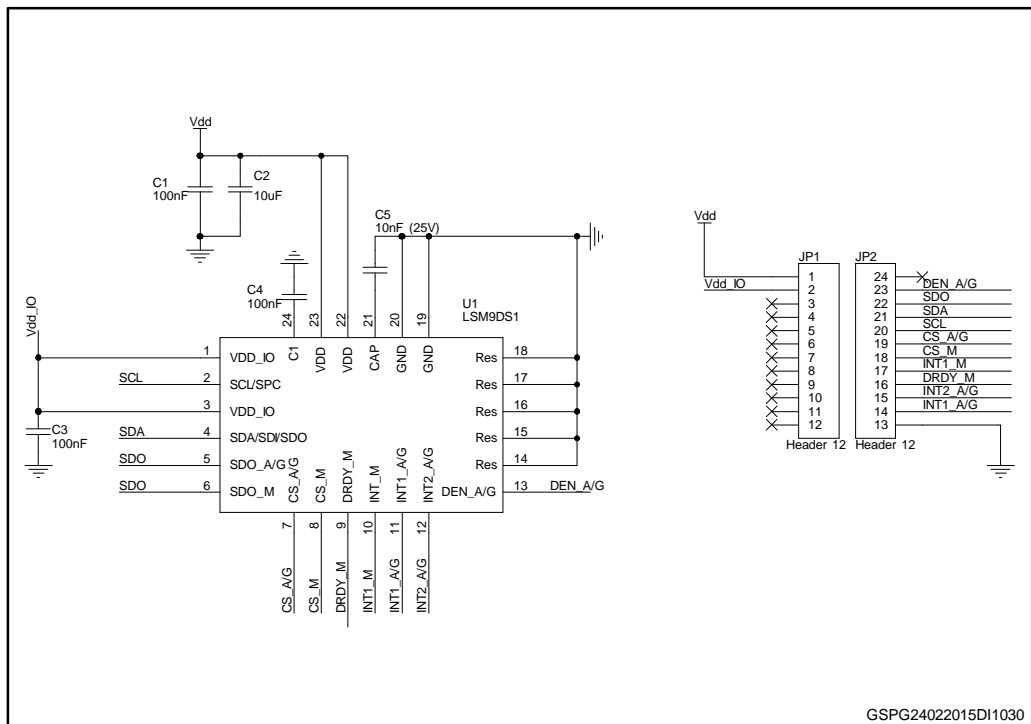 Vdd
C1
100nF
C2
10uF
C5
10nF (25V)
C4
100nF
Vdd_IO
C3
100nF
U1
LSM9DS1
24
23
22
21
20
19
C1
VDD
VDD
CAP
GND
GND
1
VDD_IO
SCL
2
SCL/SPC
3
VDD_IO
SDA
4
SDA/SDI/SDO
SDO
5
SDO_A/G
SDO
6
SDO_M
Res
18
Res
17
Res
16
Res
15
Res
14
DEN_A/G
13
DEN_A/G
CS_A/G
CS_M
DRDY_M
INT_M
INT1_A/G
INT2_A/G
7
8
9
10
11
12
CS_A/G
CS_M
DRDY_M
INT1_M
INT1_A/G
INT2_A/G
Vdd
Vdd_IO
JP1
1
2
3
4
5
6
7
8
9
10
11
12
Header 12
JP2
24
23
DEN_A/G
22
SDO
21
SDA
20
SCL
19
CS_A/G
18
CS_M
17
INT1_M
16
DRDY_M
15
INT2_A/G
14
INT1_A/G
13
Header 12
GSPG24022015DI1030